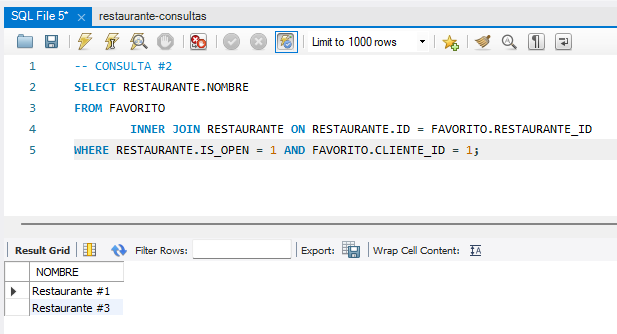 SQL File 5* × restaurante-consultas
Limit to 1000 rows
1 -- CONSULTA #2
2 SELECT RESTAURANTE.NOMBRE
3 FROM FAVORITO
4 INNER JOIN RESTAURANTE ON RESTAURANTE.ID = FAVORITO.RESTAURANTE_ID
5 WHERE RESTAURANTE.IS_OPEN = 1 AND FAVORITO.CLIENTE_ID = 1;
Result Grid Filter Rows: Export: Wrap Cell Content: IA
NOMBRE
Restaurante #1
Restaurante #3